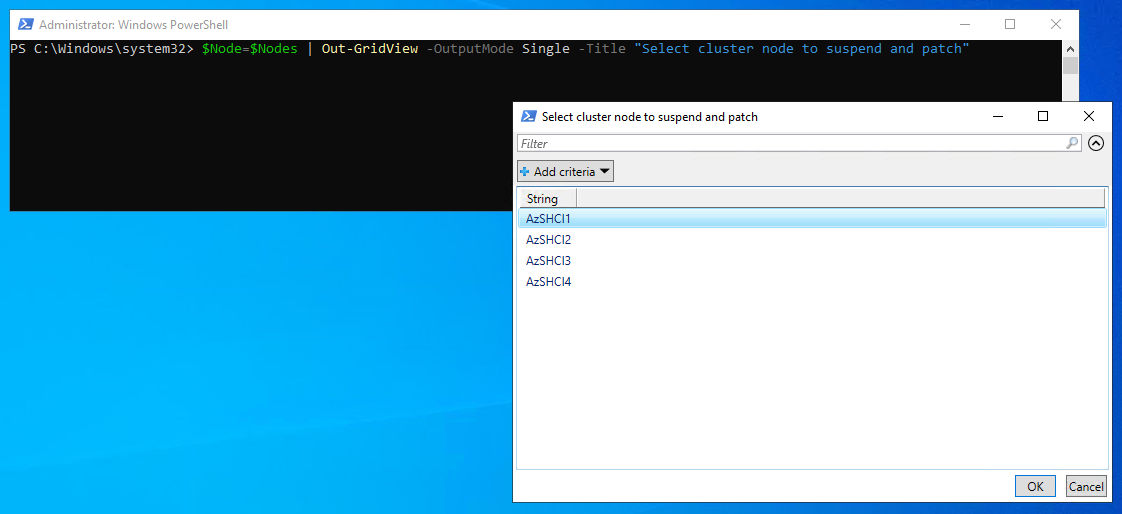 Administrator: Windows PowerShell
PS C:\Windows\system32> $Node=$Nodes | Out-GridView -OutputMode Single -Title "Select cluster node to suspend and patch"
Select cluster node to suspend and patch
Filter
Add criteria
String
AzSHCI1
AzSHCI2
AzSHCI3
AzSHCI4
OK Cancel